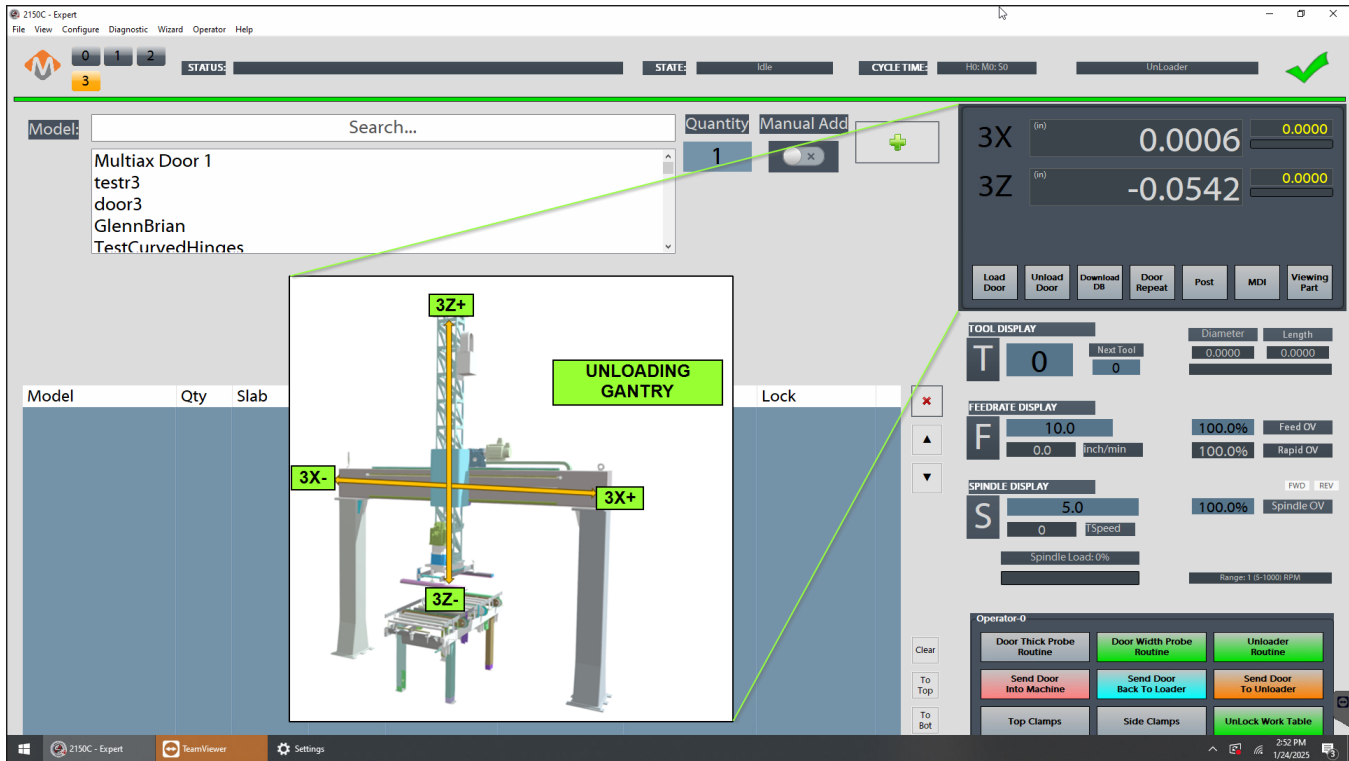 2150C - Expert
File View Configure Diagnostic Wizard Operator Help
0 1 2
3
STATUS:
STATE: Idle
CYCLE TIME: H0: M0: S0
UnLoader
Model: Search...
Quantity Manual Add
1
Multiax Door 1
testr3
door3
GlennBrian
TestCurvedHinges
3X (in) 0.0006 0.0000
3Z (in) -0.0542 0.0000
Load Door
Unload Door
Download DB
Door Repeat
Post
MDI
Viewing Part
Model Qty Slab Lock
3Z+
UNLOADING
GANTRY
3X-
3X+
3Z-
Clear
To Top
To Bot
TOOL DISPLAY
T 0
Next Tool
0
Diameter Length
0.0000 0.0000
FEEDRATE DISPLAY
F 10.0 100.0% Feed OV
0.0 inch/min 100.0% Rapid OV
SPINDLE DISPLAY FWD REV
S 5.0 100.0% Spindle OV
0 TSpeed
Spindle Load: 0%
Range: 1 (5-1000) RPM
Operator-0
Door Thick Probe Routine
Door Width Probe Routine
Unloader Routine
Send Door Into Machine
Send Door Back To Loader
Send Door To Unloader
Top Clamps
Side Clamps
UnLock Work Table
2150C - Expert TeamViewer Settings
2:52 PM
1/24/2025
3